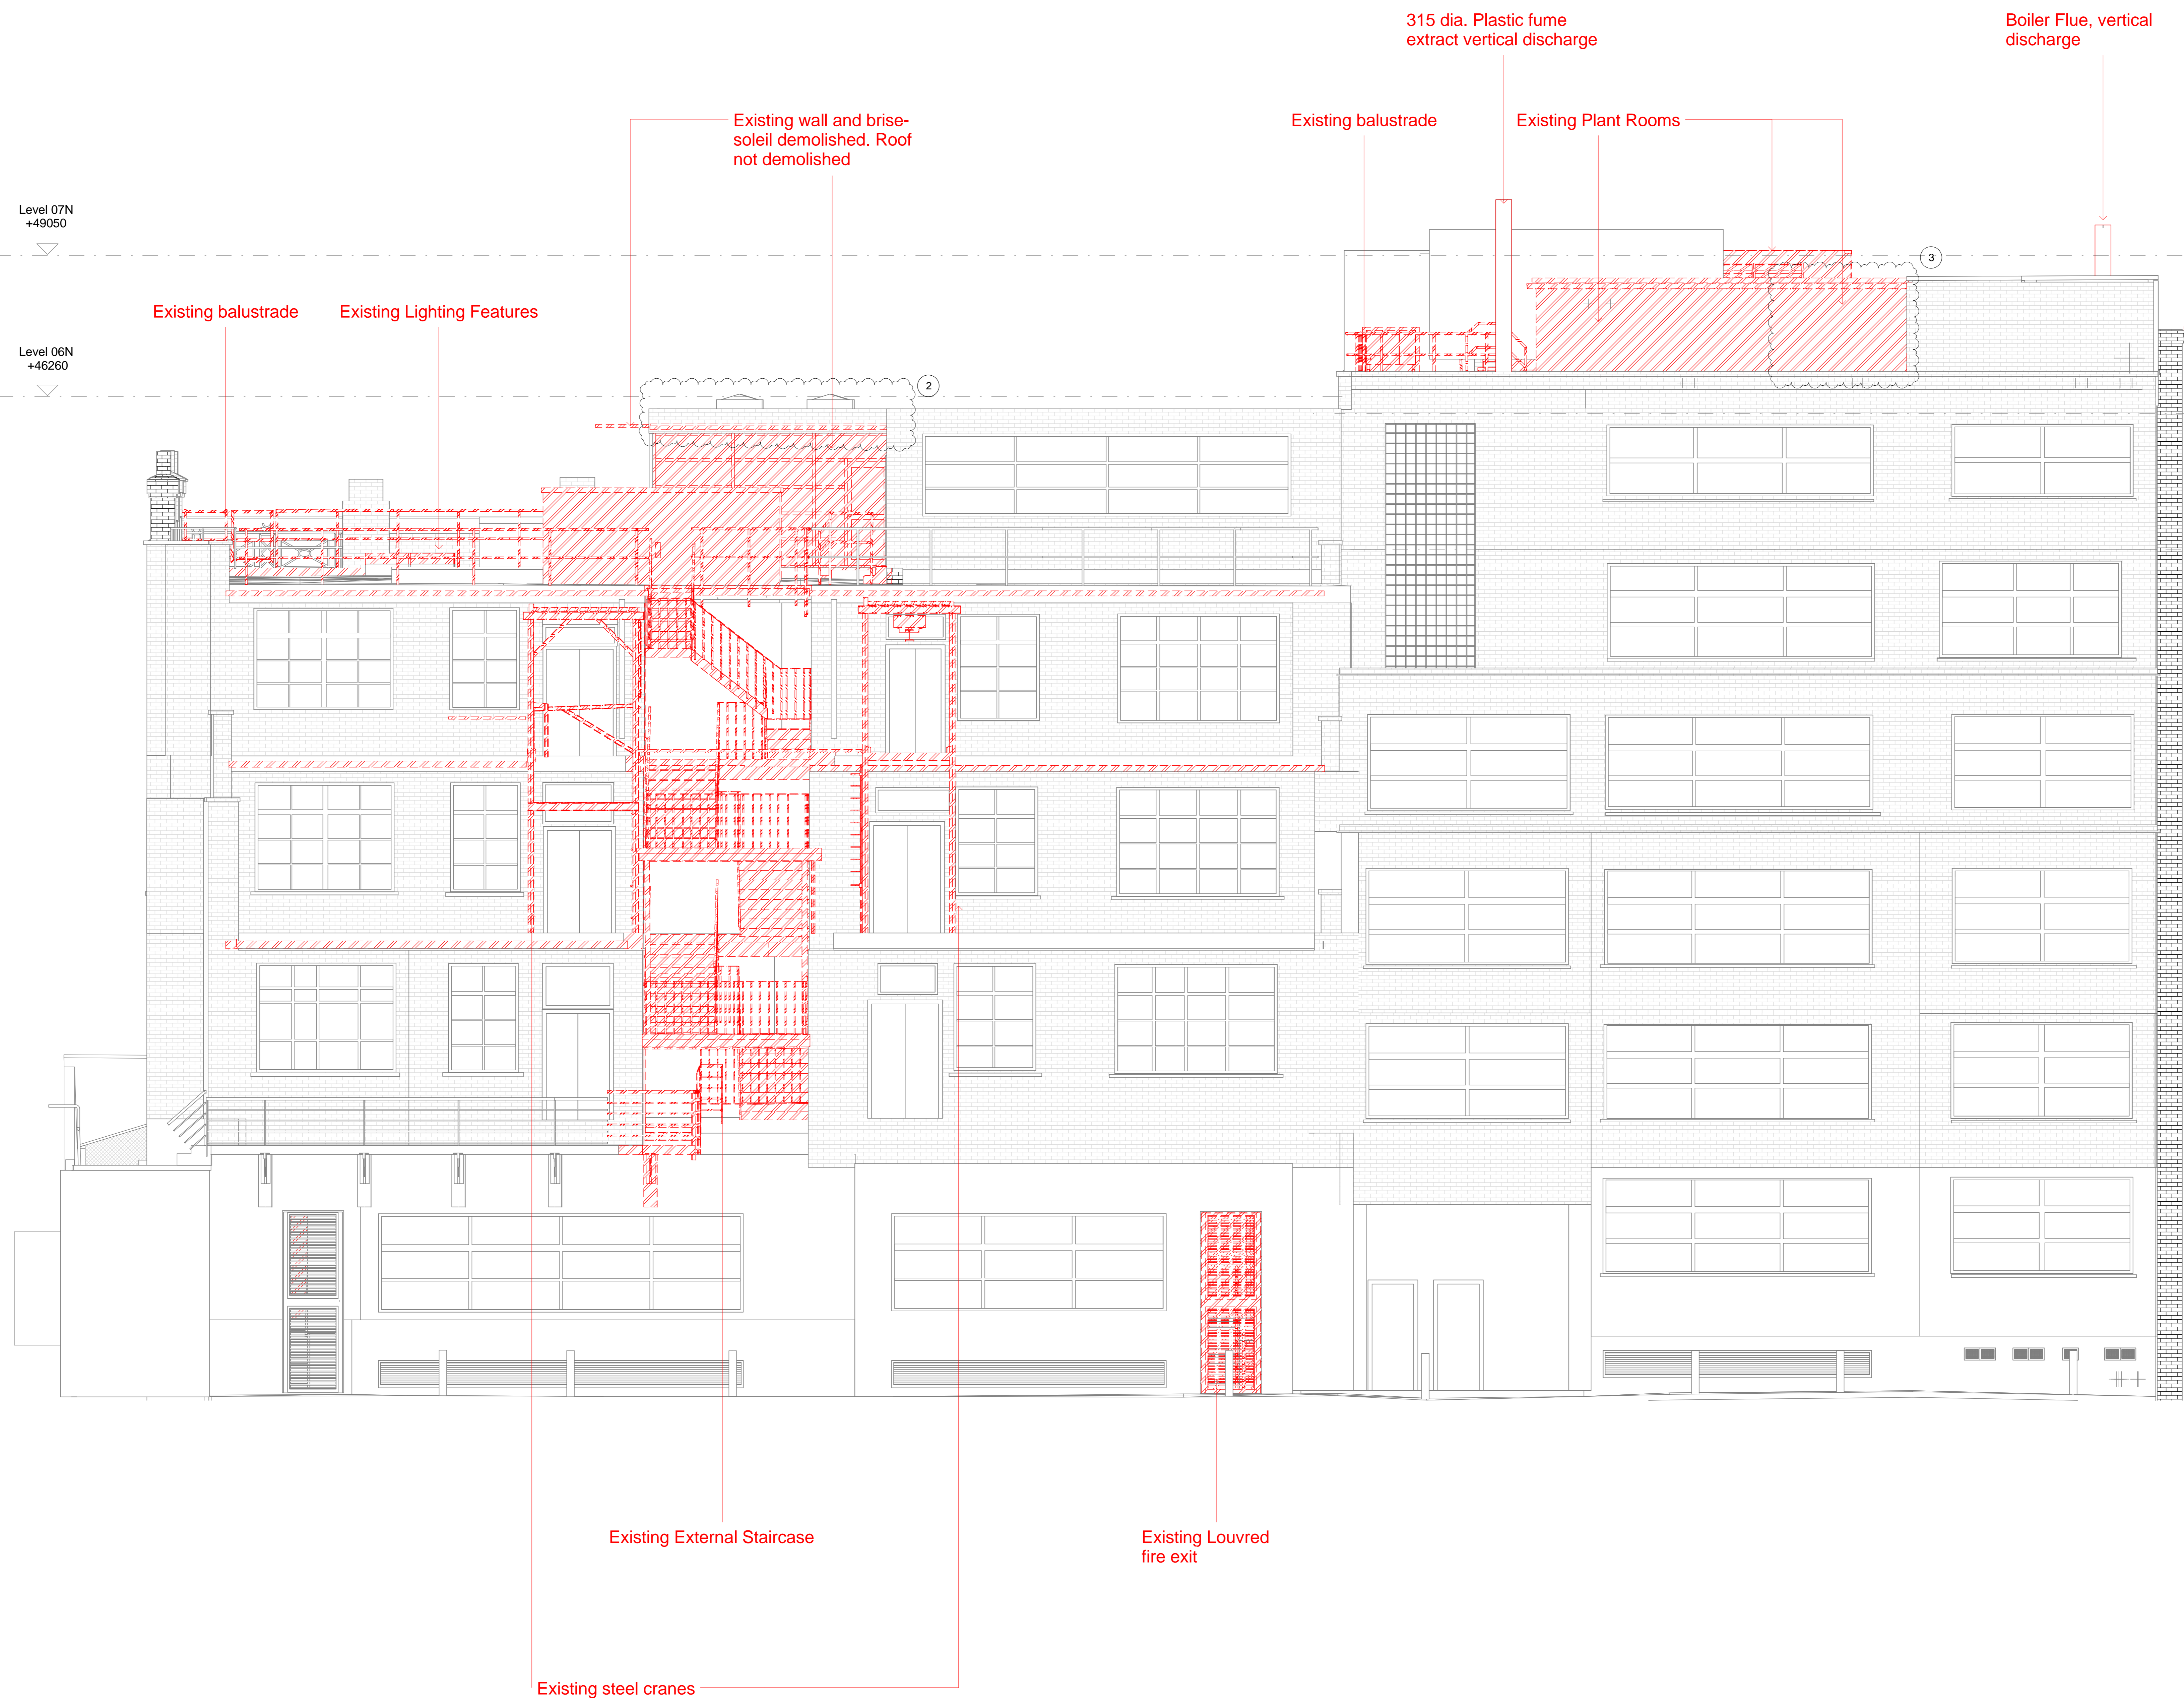 315 dia. Plastic fume
extract vertical discharge
Boiler Flue, vertical
discharge
Existing wall and brise-
soleil demolished. Roof
not demolished
Existing balustrade
Existing Plant Rooms
Level 07N
+49050
3
Existing balustrade
Existing Lighting Features
Level 06N
+46260
2
Existing External Staircase
Existing Louvred
fire exit
Existing steel cranes